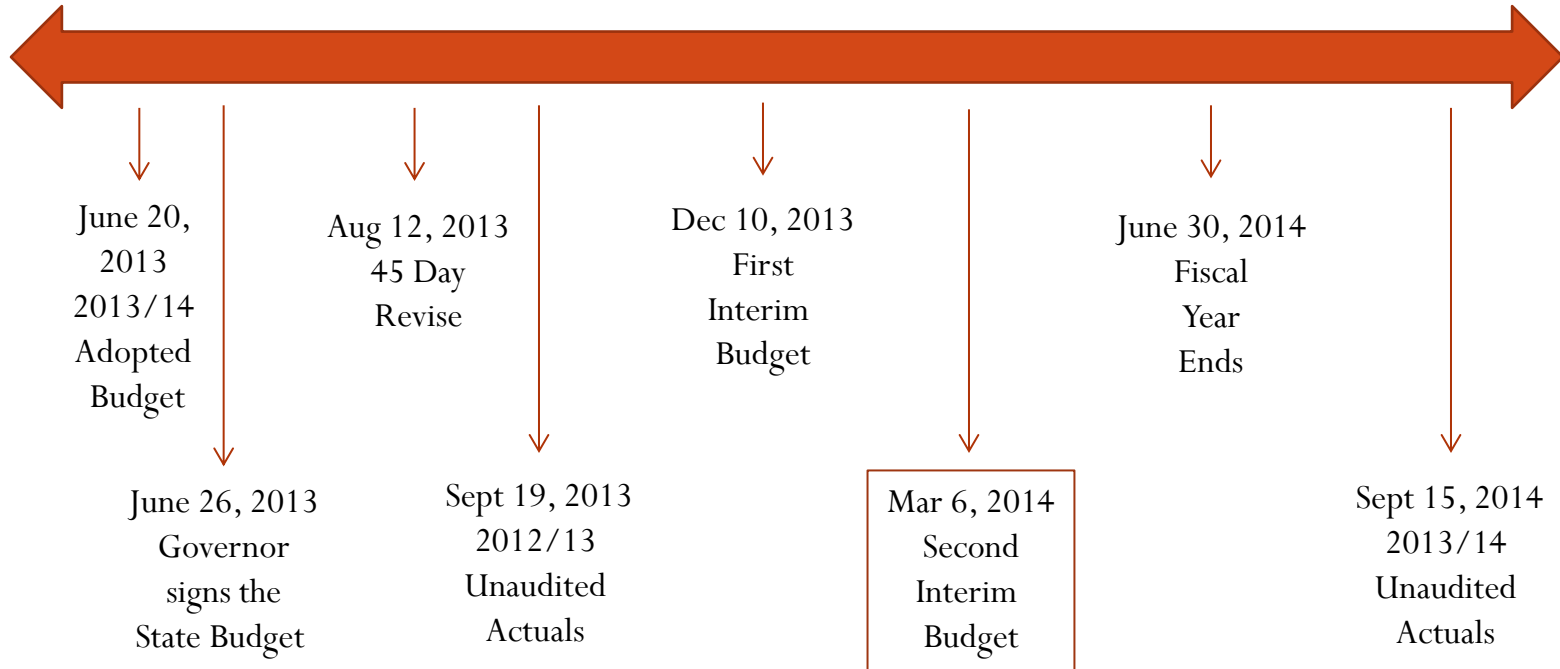 June 20,
2013
2013/14
Adopted
Budget
June 26, 2013
Governor
signs the
State Budget
Aug 12, 2013
45 Day
Revise
Sept 19, 2013
2012/13
Unaudited
Actuals
Dec 10, 2013
First
Interim
Budget
Mar 6, 2014
Second
Interim
Budget
June 30, 2014
Fiscal
Year
Ends
Sept 15, 2014
2013/14
Unaudited
Actuals